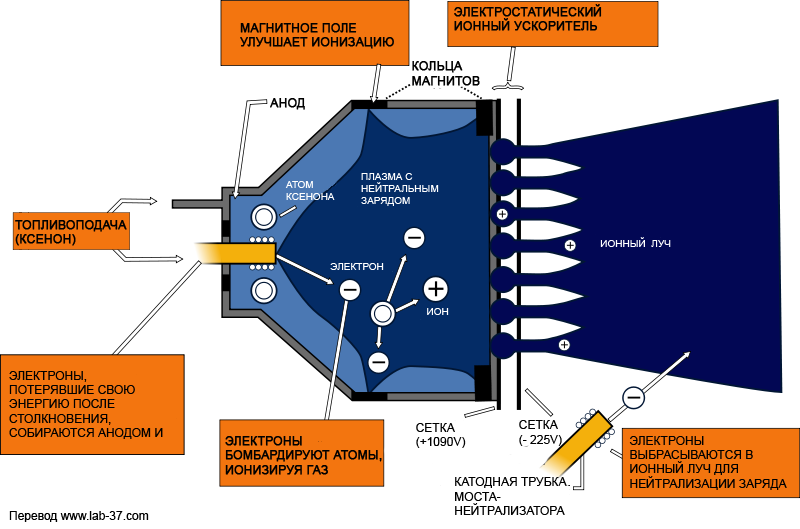 МАГНИТНОЕ ПОЛЕ
УЛУЧШАЕТ ИОНИЗАЦИЮ
ЭЛЕКТРОСТАТИЧЕСКИЙ
ИОННЫЙ УСКОРИТЕЛЬ
КОЛЬЦА
МАГНИТОВ
АНОД
АТОМ
КСЕНОНА
ПЛАЗМА С
НЕЙТРАЛЬНЫМ
ЗАРЯДОМ
ТОПЛИВОПОДАЧА
(КСЕНОН)
ЭЛЕКТРОН
ИОН
ИОННЫЙ ЛУЧ
ЭЛЕКТРОНЫ,
ПОТЕРЯВШИЕ СВОЮ
ЭНЕРГИЮ ПОСЛЕ
СТОЛКНОВЕНИЯ,
СОБИРАЮТСЯ АНОДОМ И
ЭЛЕКТРОНЫ
БОМБАРДИРУЮТ АТОМЫ,
ИОНИЗИРУЯ ГАЗ
СЕТКА
(+1090V)
СЕТКА
(- 225V)
КАТОДНАЯ ТРУБКА.
МОСТА-
НЕЙТРАЛИЗАТОРА
ЭЛЕКТРОНЫ
ВЫБРАСЫВАЮТСЯ В
ИОННЫЙ ЛУЧ ДЛЯ
НЕЙТРАЛИЗАЦИИ ЗАРЯДА
Перевод www.lab-37.com